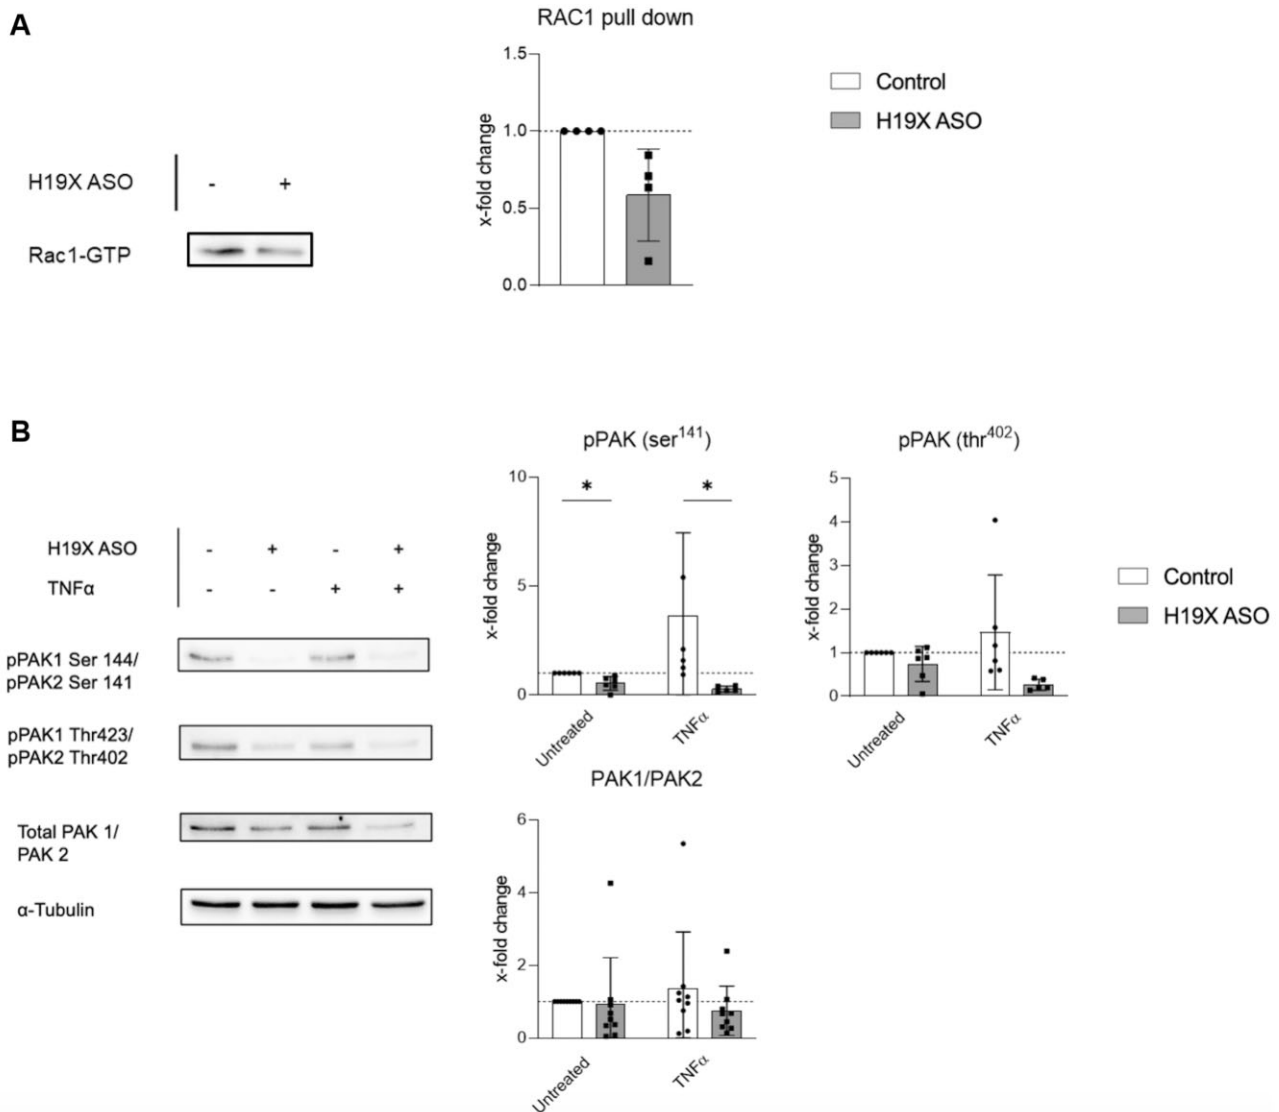 A
RAC1 pull down
1.5
1.0
0.5
0.0
x-fold change
Control
H19X ASO
H19X ASO - +
Rac1-GTP
B
H19X ASO - + - +
TNFα - - + +
pPAK1 Ser 144/
pPAK2 Ser 141
pPAK1 Thr423/
pPAK2 Thr402
Total PAK 1/
PAK 2
α-Tubulin
pPAK (ser¹⁴¹)
10
5
0
x-fold change
* *
Untreated
TNFα
pPAK (thr⁴⁰²)
5
4
3
2
1
0
x-fold change
Untreated
TNFα
Control
H19X ASO
PAK1/PAK2
6
4
2
0
x-fold change
Untreated
TNFα